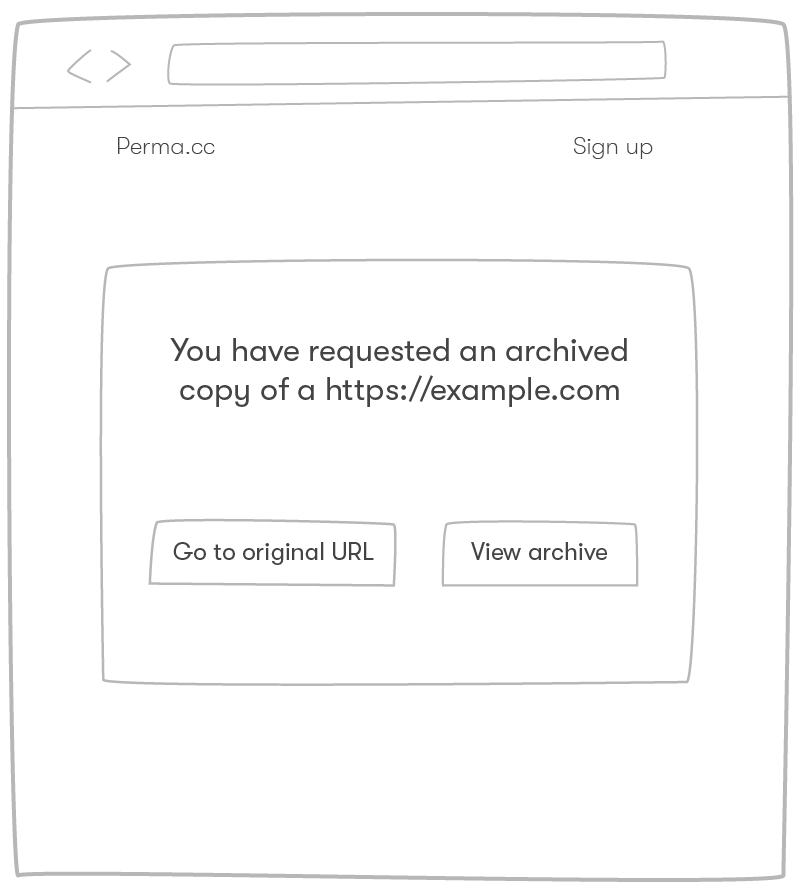 Perma.cc
Sign up
You have requested an archived
copy of a https://example.com
Go to original URL
View archive